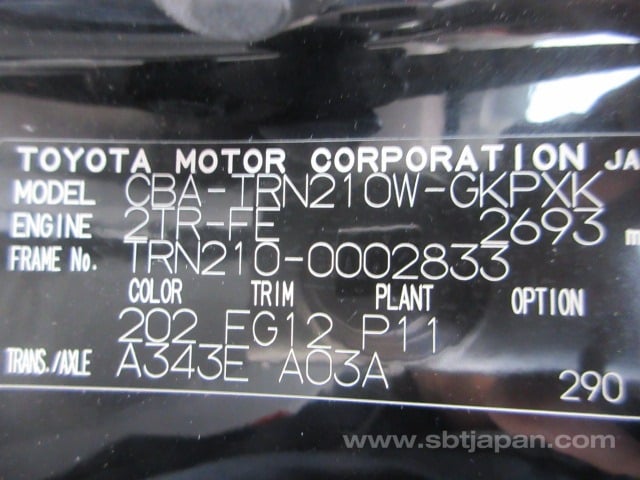 TOYOTA MOTOR CORPORATION JA
MODEL CBA-TRN210W-GKPXK
ENGINE 2TR-FE 2693 m
FRAME No. TRN210-0002833
COLOR TRIM PLANT OPTION
202 FG12 P11
TRANS./AXLE A343E A03A
290
www.sbtjapan.com